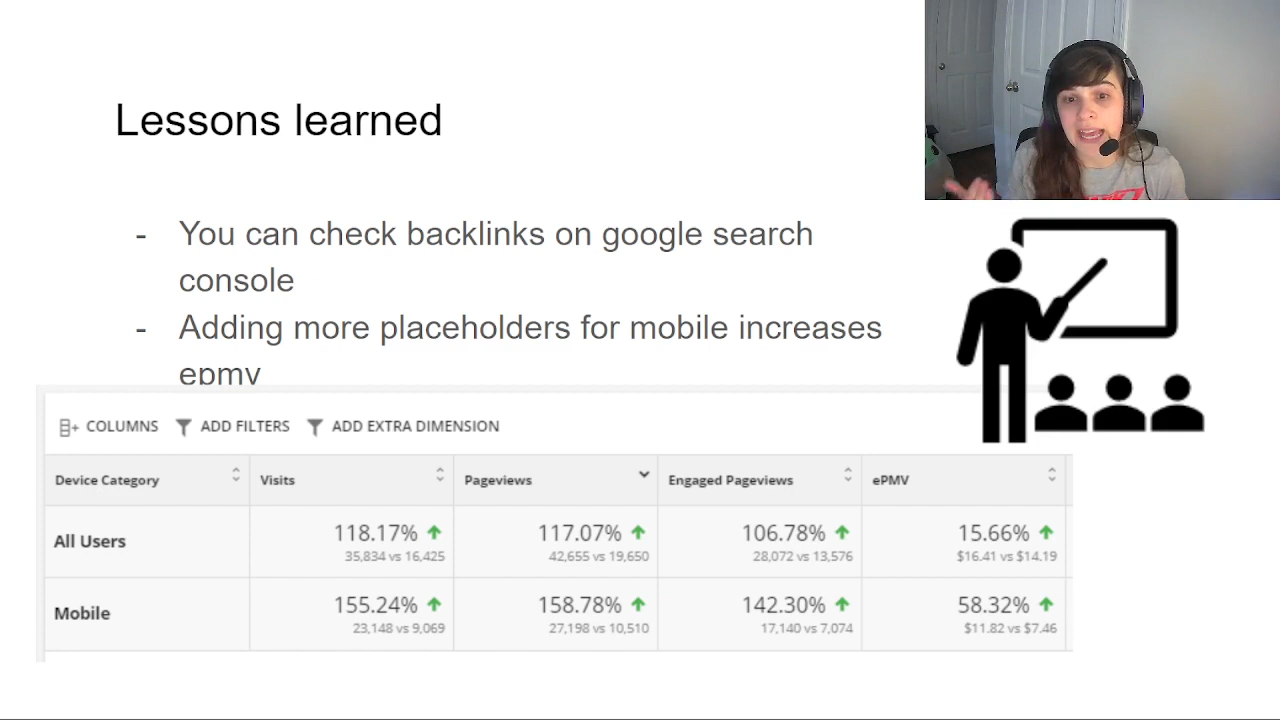 Lessons learned
- You can check backlinks on google search
console
- Adding more placeholders for mobile increases
epmv
COLUMNS ADD FILTERS ADD EXTRA DIMENSION
Device Category Visits Pageviews Engaged Pageviews ePMV
All Users 118.17% 117.07% 106.78% 15.66%
35,834 vs 16,425 42,655 vs 19,650 28,072 vs 13,576 $16.41 vs $14.19
Mobile 155.24% 158.78% 142.30% 58.32%
23,148 vs 9,069 27,198 vs 10,510 17,140 vs 7,074 $11.82 vs $7.46